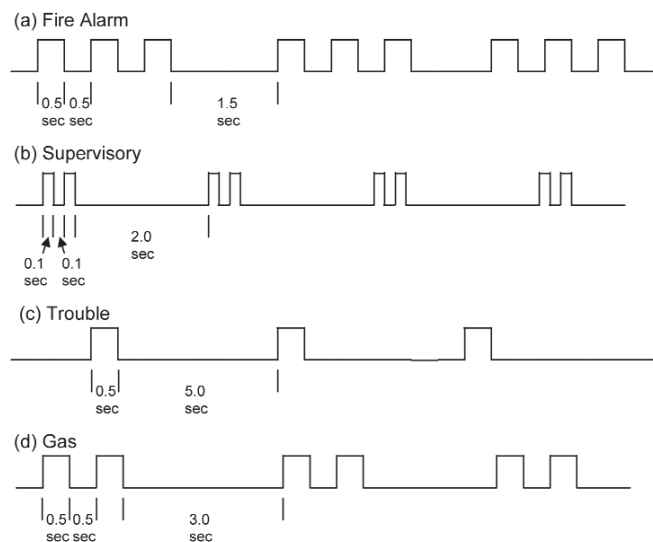 (a) Fire Alarm
0.5 0.5 1.5
sec sec sec
(b) Supervisory
2.0
sec
0.1 0.1
sec sec
(c) Trouble
0.5 5.0
sec sec
(d) Gas
0.5 0.5 3.0
sec sec sec